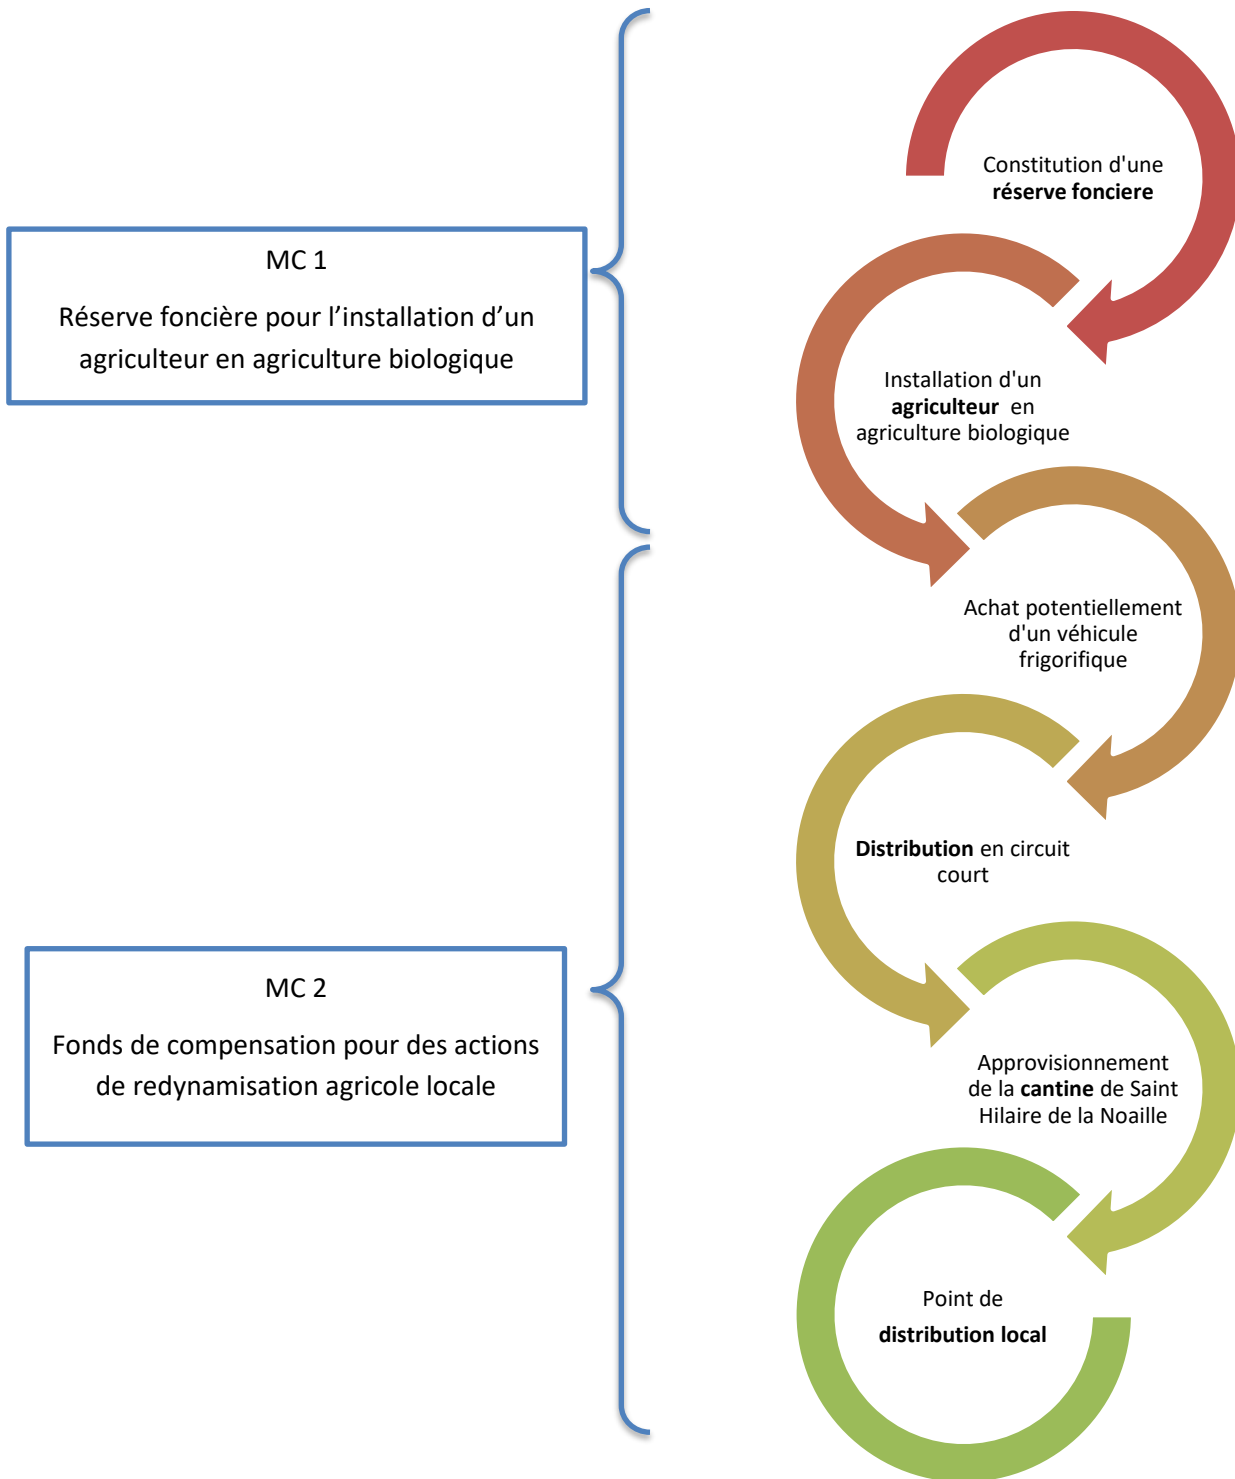 MC 1
Réserve foncière pour l’installation d’un
agriculteur en agriculture biologique
MC 2
Fonds de compensation pour des actions
de redynamisation agricole locale
Constitution d'une
réserve fonciere
Installation d'un
agriculteur en
agriculture biologique
Achat potentiellement
d'un véhicule
frigorifique
Distribution en circuit
court
Approvisionnement
de la cantine de Saint
Hilaire de la Noaille
Point de
distribution local